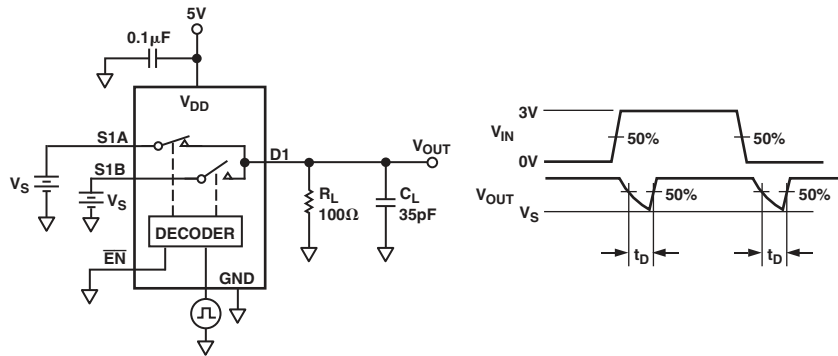 5V
0.1µF
VDD
S1A
D1
VOUT
S1B
VS
VS
RL
100Ω
CL
35pF
DECODER
EN
GND
3V
VIN
50%
50%
0V
VOUT
50%
50%
VS
tD
tD